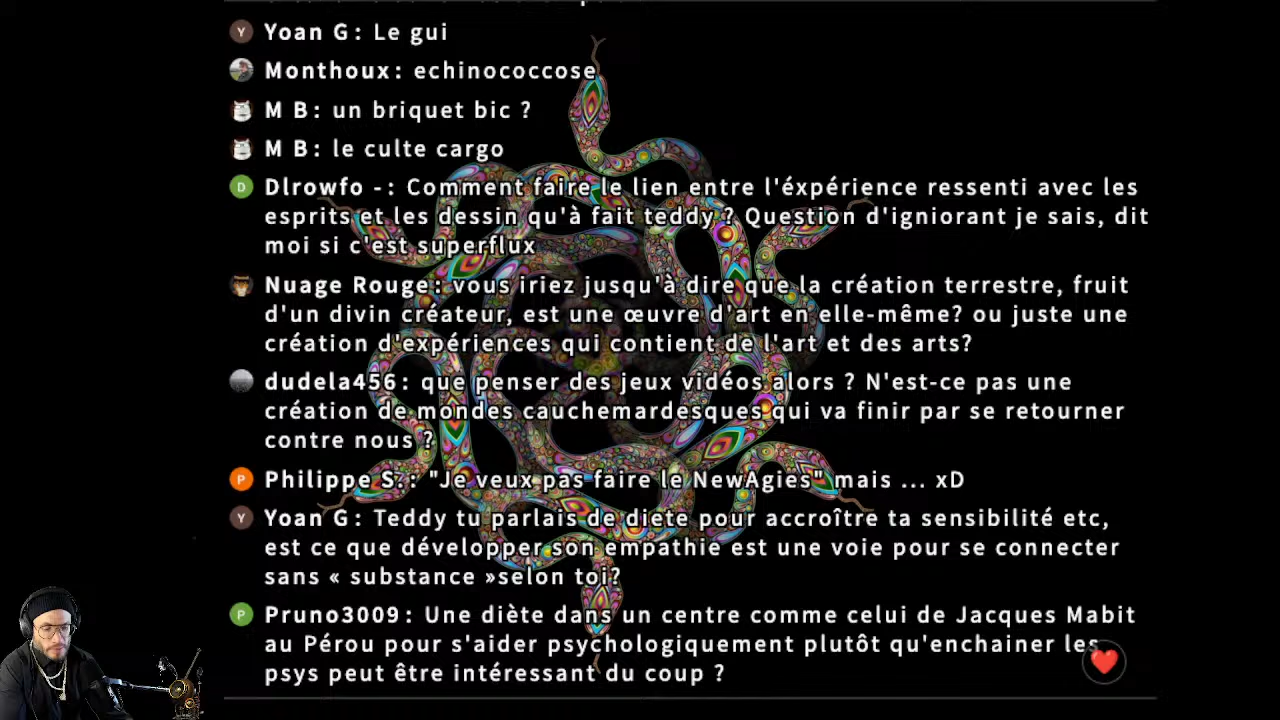 Yoan G: Le gui
Monthoux: echinococcose
M B: un briquet bic ?
M B: le culte cargo
Dlrowfo -: Comment faire le lien entre l'éxpérience ressenti avec les
esprits et les dessin qu'à fait teddy ? Question d'igniorant je sais, dit
moi si c'est superflux
Nuage Rouge: vous iriez jusqu'à dire que la création terrestre, fruit
d'un divin créateur, est une œuvre d'art en elle-même? ou juste une
création d'expériences qui contient de l'art et des arts?
dudela456: que penser des jeux vidéos alors ? N'est-ce pas une
création de mondes cauchemardesques qui va finir par se retourner
contre nous ?
Philippe S.: "Je veux pas faire le NewAgies" mais ... xD
Yoan G: Teddy tu parlais de diete pour accroître ta sensibilité etc,
est ce que développer son empathie est une voie pour se connecter
sans « substance »selon toi?
Pruno3009: Une diète dans un centre comme celui de Jacques Mabit
au Pérou pour s'aider psychologiquement plutôt qu'enchainer les
psys peut être intéressant du coup ?